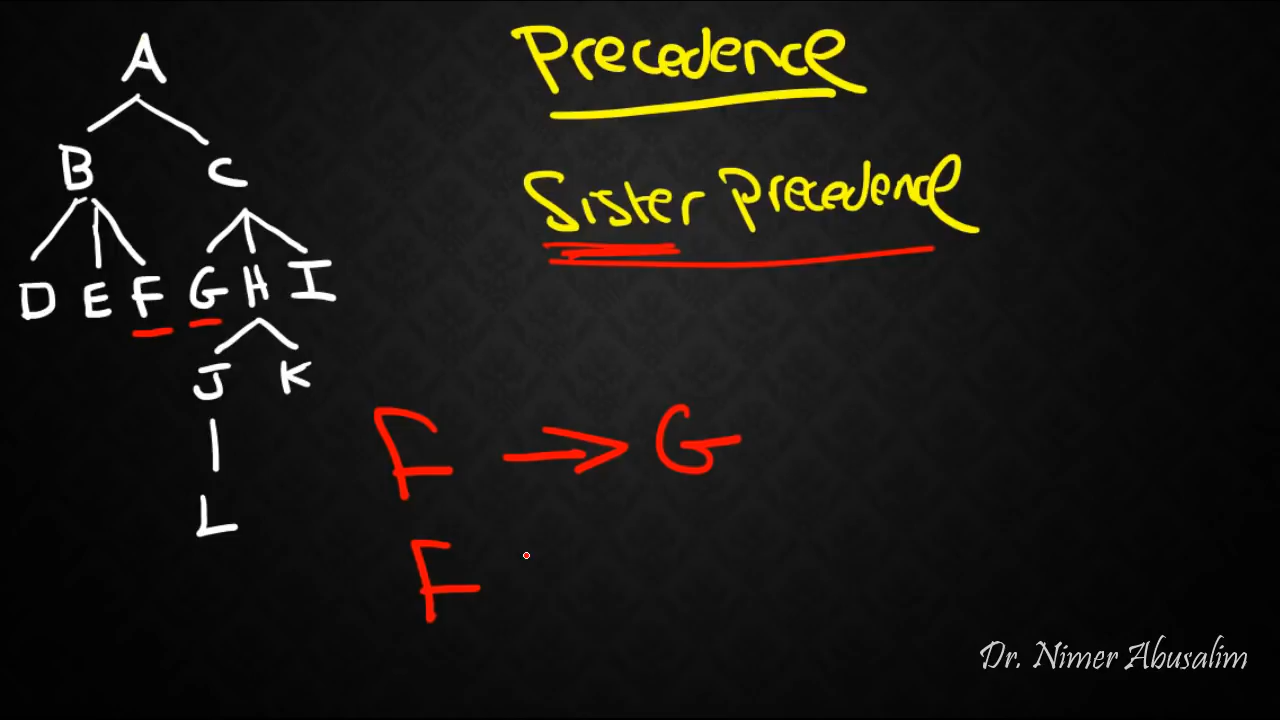 A
Precedence
B C
Sister Precedence
D E F G H I
J K
F → G
L
F
Dr. Nimer Abusalim